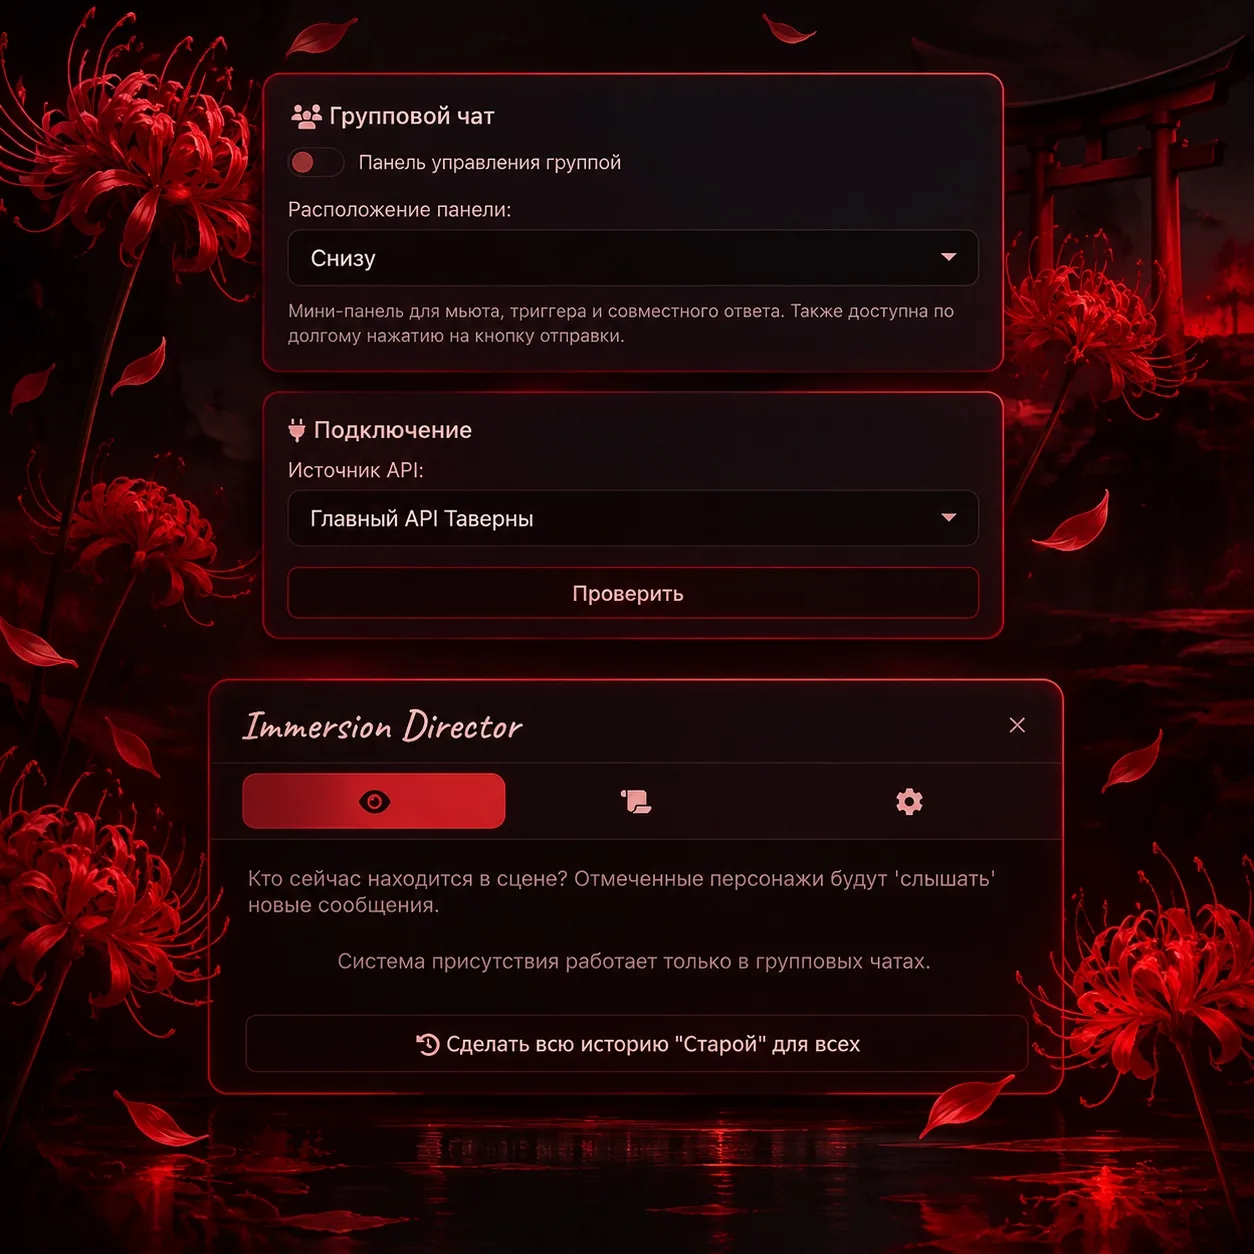 Групповой чат
Панель управления группой
Расположение панели:
Снизу
Мини-панель для мьюта, триггера и совместного ответа. Также доступна по
долгому нажатию на кнопку отправки.
Подключение
Источник API:
Главный API Таверны
Проверить
Immersion Director
Кто сейчас находится в сцене? Отмеченные персонажи будут 'слышать'
новые сообщения.
Система присутствия работает только в групповых чатах.
Сделать всю историю "Старой" для всех